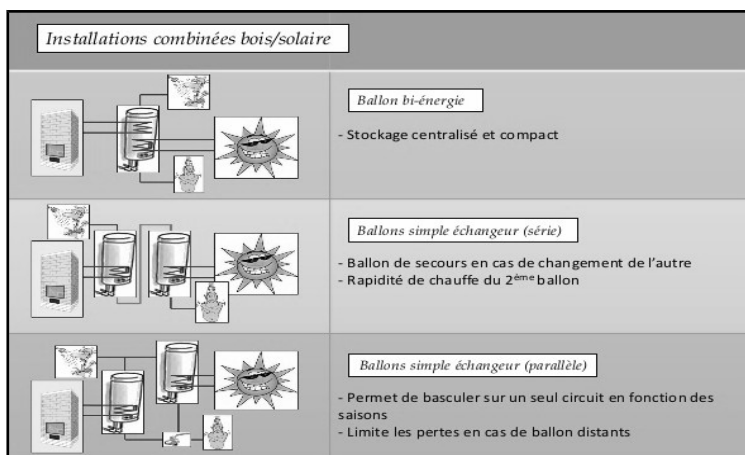 Installations combinées bois/solaire
Ballon bi-énergie
- Stockage centralisé et compact
Ballons simple échangeur (série)
- Ballon de secours en cas de changement de l'autre
- Rapidité de chauffe du 2ème ballon
Ballons simple échangeur (parallèle)
- Permet de basculer sur un seul circuit en fonction des
saisons
- Limite les pertes en cas de ballon distants